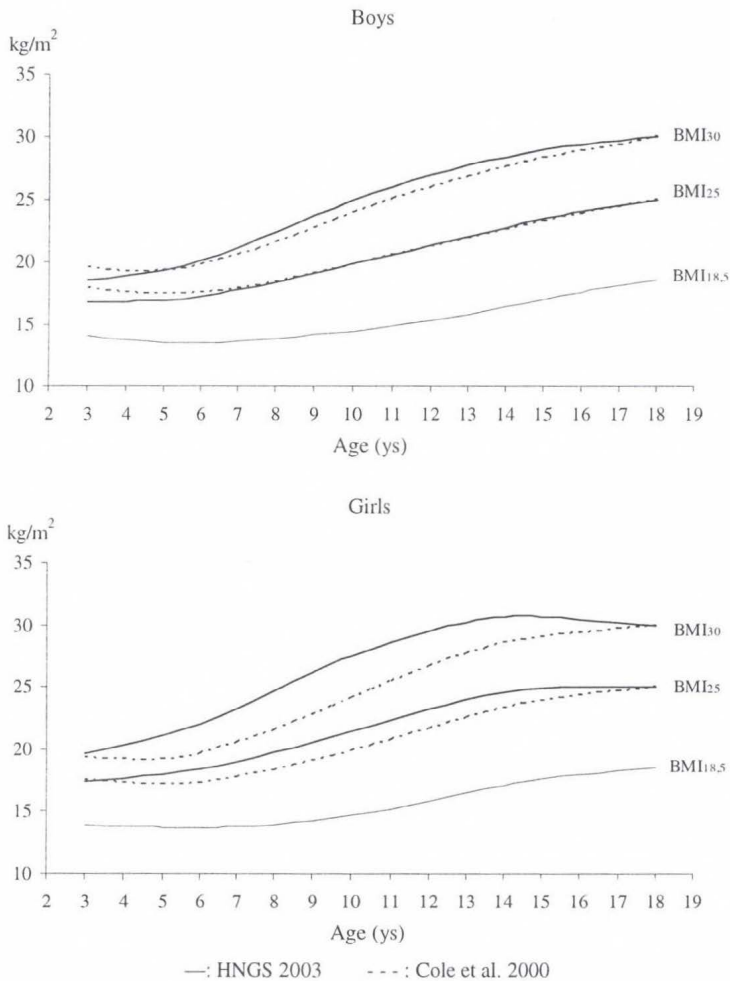 Boys
kg/m²
35
30
25
20
15
10
BMI30
BMI25
BMI18,5
2 3 4 5 6 7 8 9 10 11 12 13 14 15 16 17 18 19
Age (ys)
Girls
kg/m²
35
30
25
20
15
10
BMI30
BMI25
BMI18,5
2 3 4 5 6 7 8 9 10 11 12 13 14 15 16 17 18 19
Age (ys)
—: HNGS 2003 - - - : Cole et al. 2000